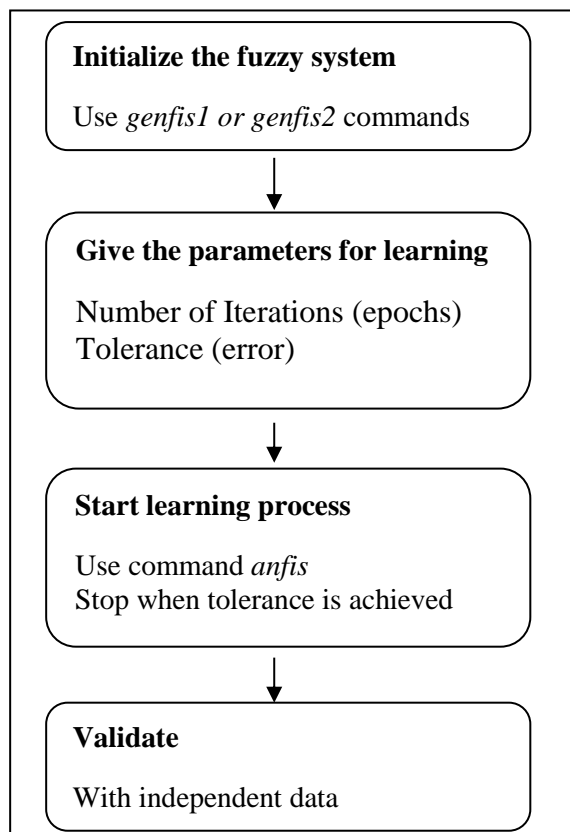 Initialize the fuzzy system
Use genfis1 or genfis2 commands
Give the parameters for learning
Number of Iterations (epochs)
Tolerance (error)
Start learning process
Use command anfis
Stop when tolerance is achieved
Validate
With independent data